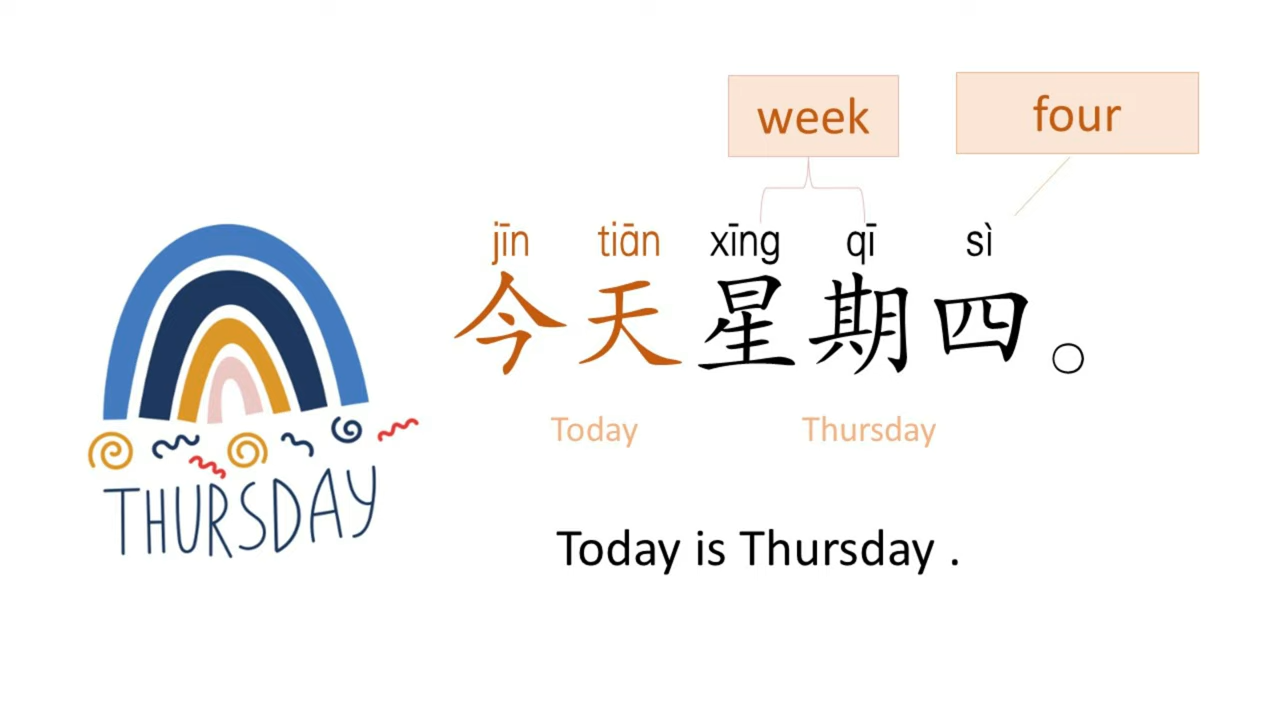 week four
jīn tiān xīng qī sì
今天星期四。
Today Thursday
THURSDAY
Today is Thursday .